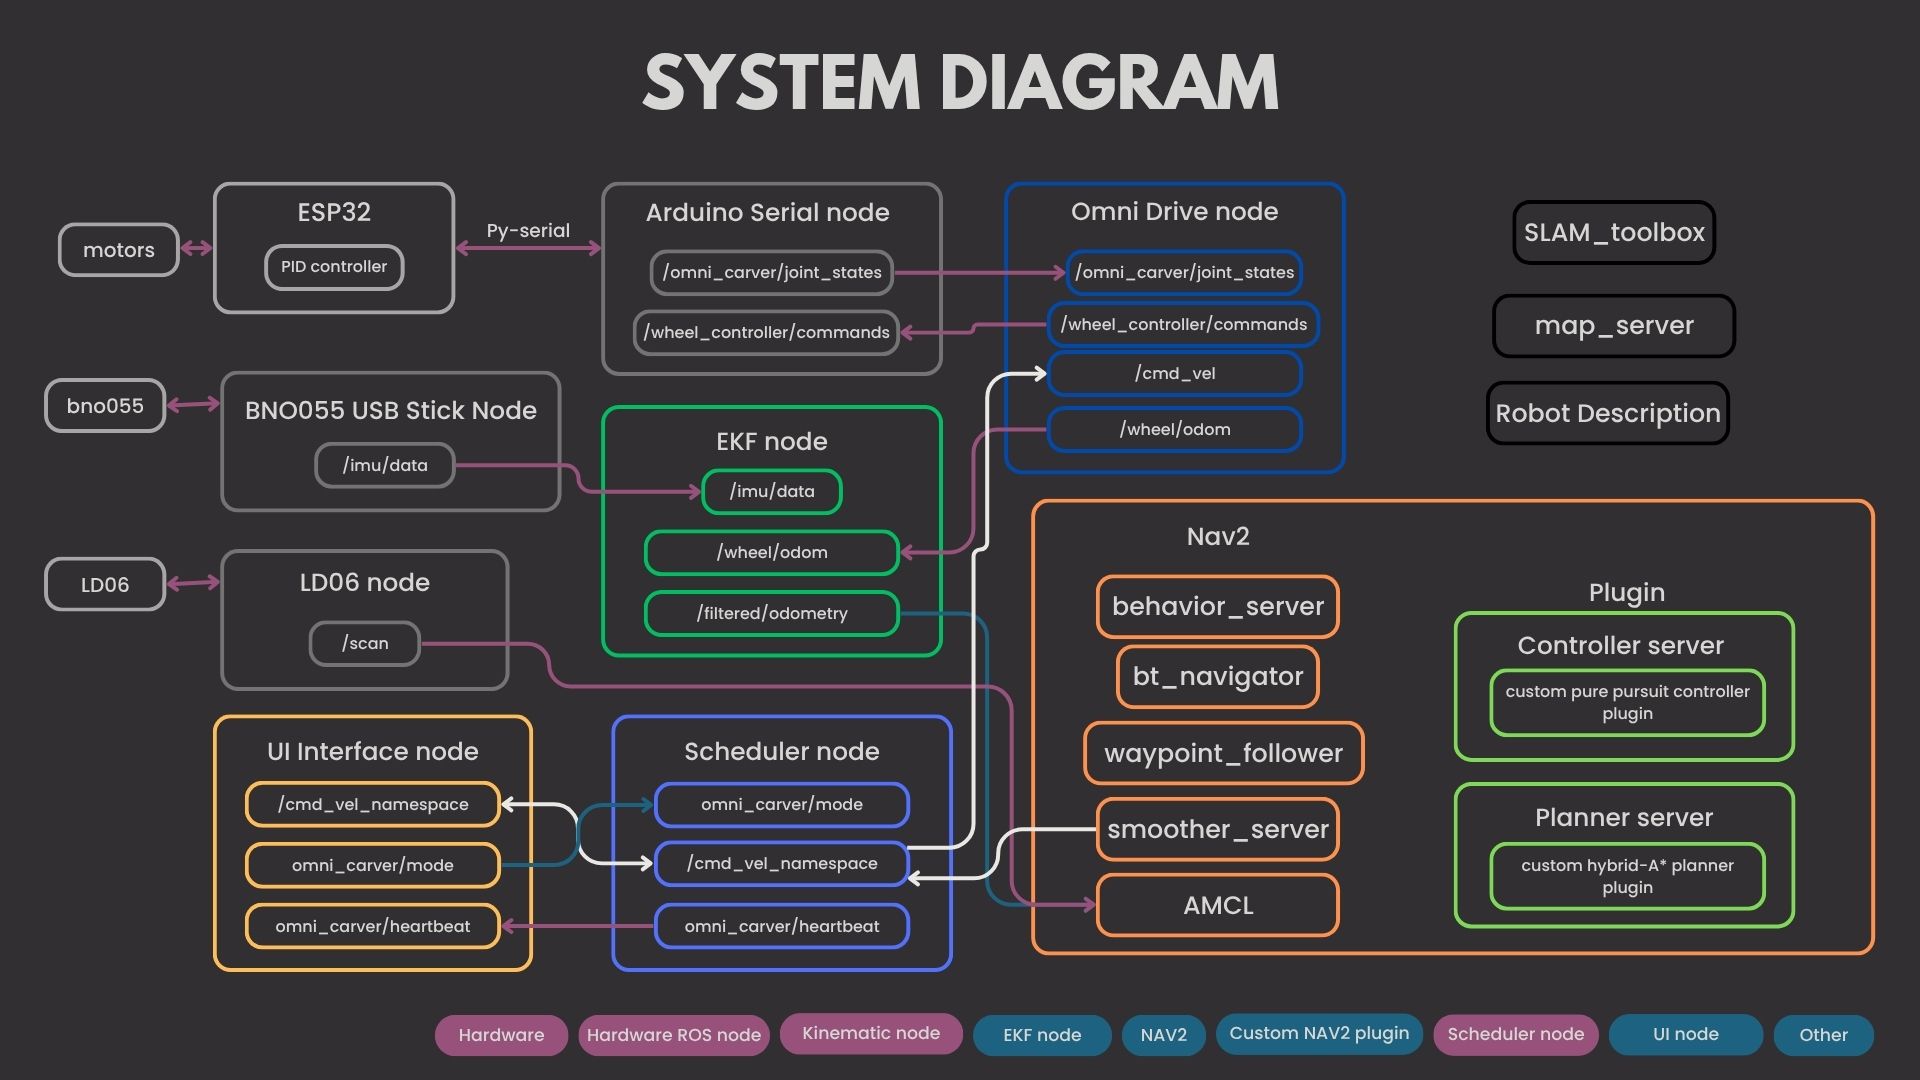 SYSTEM DIAGRAM
motors
ESP32
PID controller
Py-serial
Arduino Serial node
/omni_carver/joint_states
/wheel_controller/commands
Omni Drive node
/omni_carver/joint_states
/wheel_controller/commands
/cmd_vel
/wheel/odom
SLAM_toolbox
map_server
Robot Description
bno055
BNO055 USB Stick Node
/imu/data
EKF node
/imu/data
/wheel/odom
/filtered/odometry
LD06
LD06 node
/scan
Nav2
behavior_server
bt_navigator
waypoint_follower
smoother_server
AMCL
Plugin
Controller server
custom pure pursuit controller
plugin
Planner server
custom hybrid-A* planner
plugin
UI Interface node
/cmd_vel_namespace
omni_carver/mode
omni_carver/heartbeat
Scheduler node
omni_carver/mode
/cmd_vel_namespace
omni_carver/heartbeat
Hardware
Hardware ROS node
Kinematic node
EKF node
NAV2
Custom NAV2 plugin
Scheduler node
UI node
Other